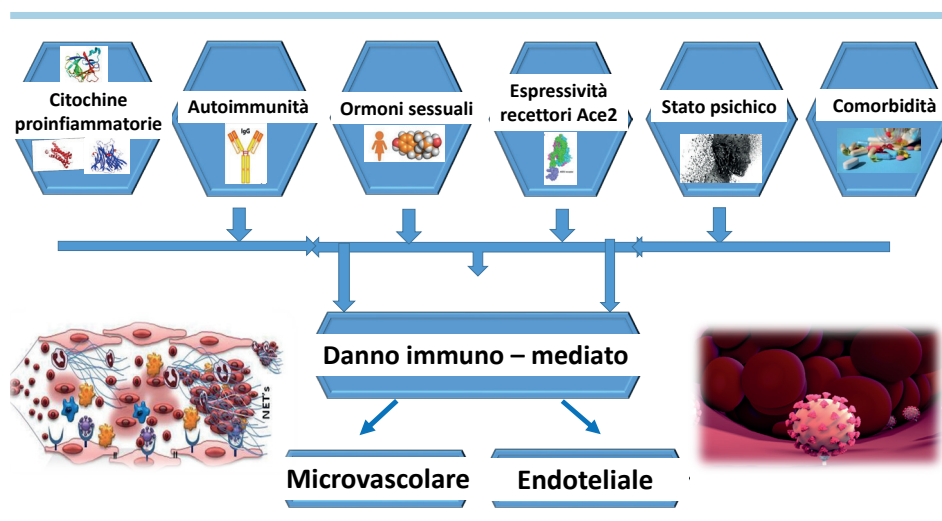 Citochine
proinfiammatorie
Autoimmunità
IgG
Ormoni sessuali
Espressività
recettori Ace2
Stato psichico
Comorbidità
Danno immuno – mediato
NET's
Microvascolare
Endoteliale